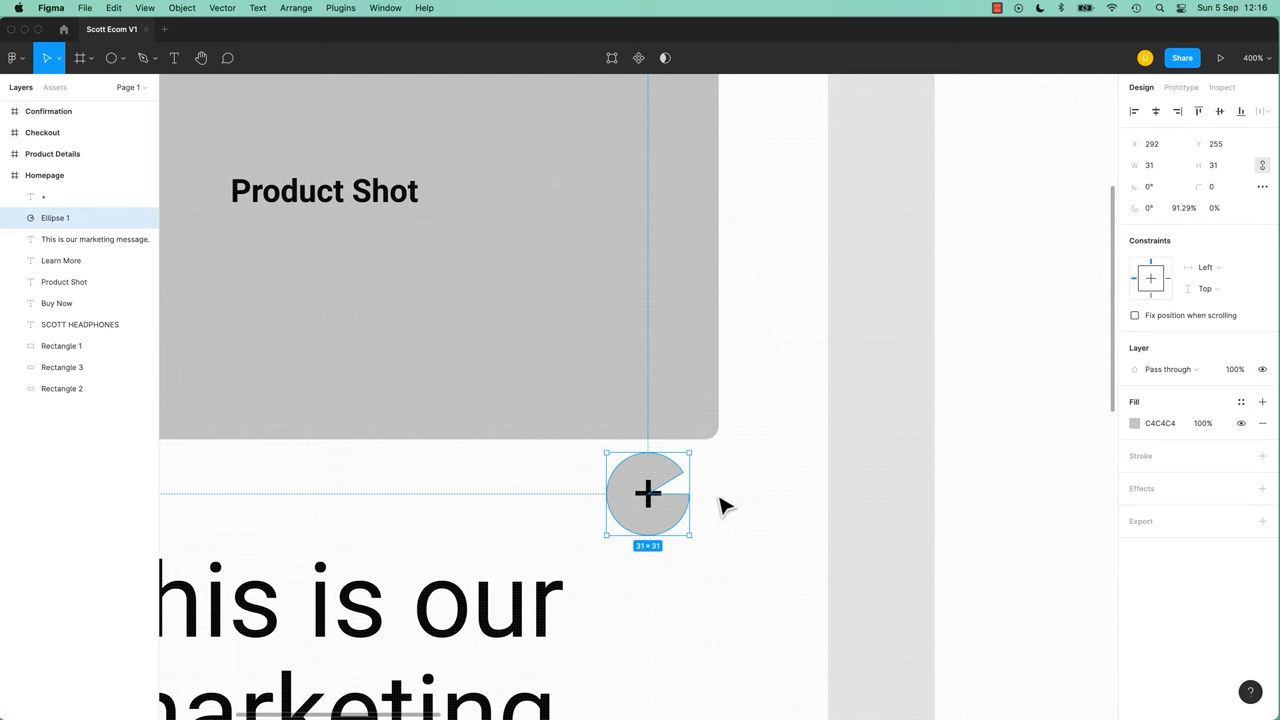 Figma File Edit View Object Vector Text Arrange Plugins Window Help Sun 5 Sep 12:16
Scott Ecom V1
D Share 400%
Layers Assets Page 1 Design Prototype Inspect
Confirmation
Checkout
Product Details
Homepage
+
Ellipse 1
This is our marketing message.
Learn More
Product Shot
Buy Now
SCOTT HEADPHONES
Rectangle 1
Rectangle 3
Rectangle 2
Product Shot
+
31 × 31
his is our
marketing
X 292 Y 255
W 31 H 31
0° 0
0° 91.29% 0%
Constraints
Left
Top
Fix position when scrolling
Layer
Pass through 100%
Fill
C4C4C4 100%
Stroke
Effects
Export
?